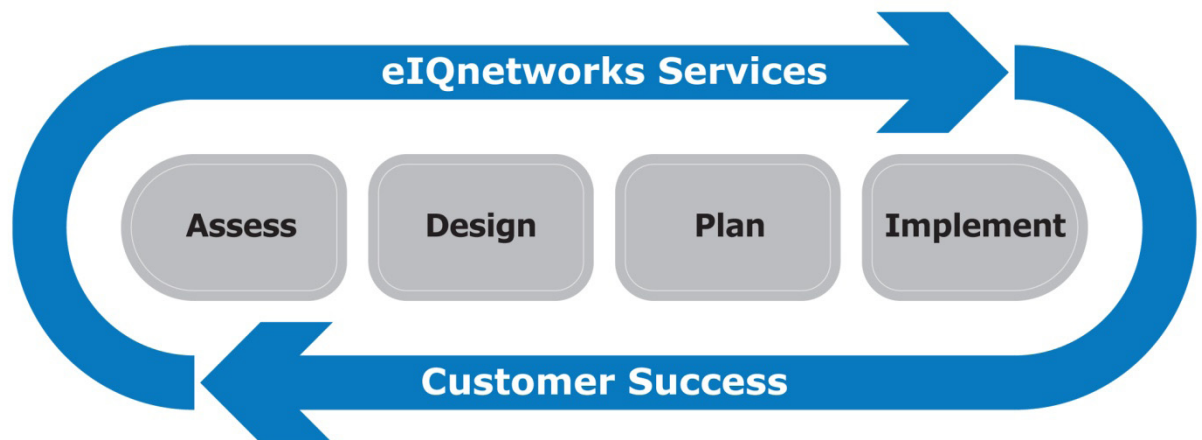 eIQnetworks Services
Assess
Design
Plan
Implement
Customer Success